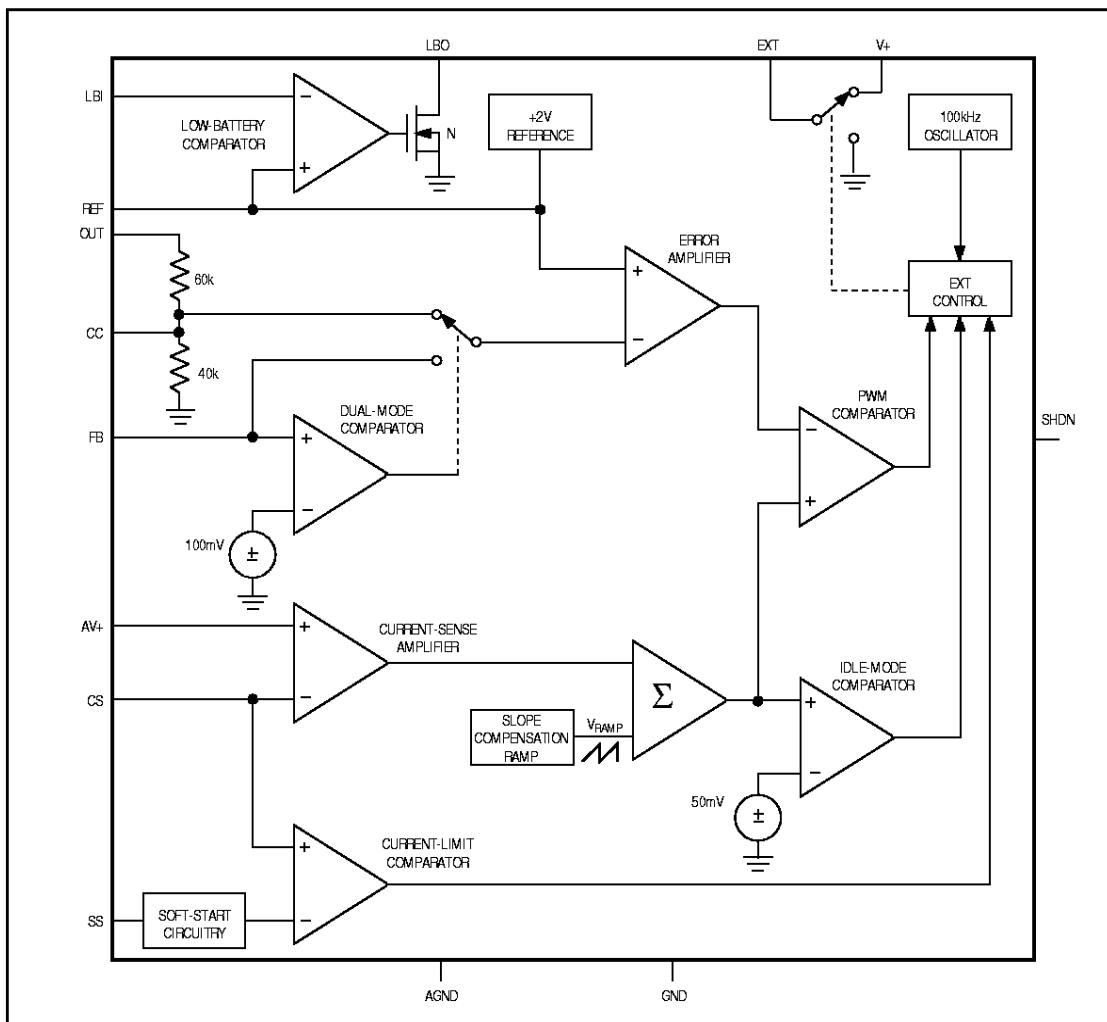 LBO
EXT
V+
LBI
−
LOW-BATTERY
COMPARATOR
+
N
+2V
REFERENCE
100kHz
OSCILLATOR
REF
OUT
60k
ERROR
AMPLIFIER
+
−
EXT
CONTROL
CC
40k
DUAL-MODE
COMPARATOR
FB
+
−
100mV
±
PWM
COMPARATOR
−
+
SHDN
AV+
+
CURRENT-SENSE
AMPLIFIER
CS
−
Σ
SLOPE
COMPENSATION
RAMP
VRAMP
IDLE-MODE
COMPARATOR
+
−
50mV
±
CURRENT-LIMIT
COMPARATOR
+
−
SS
SOFT-START
CIRCUITRY
AGND
GND